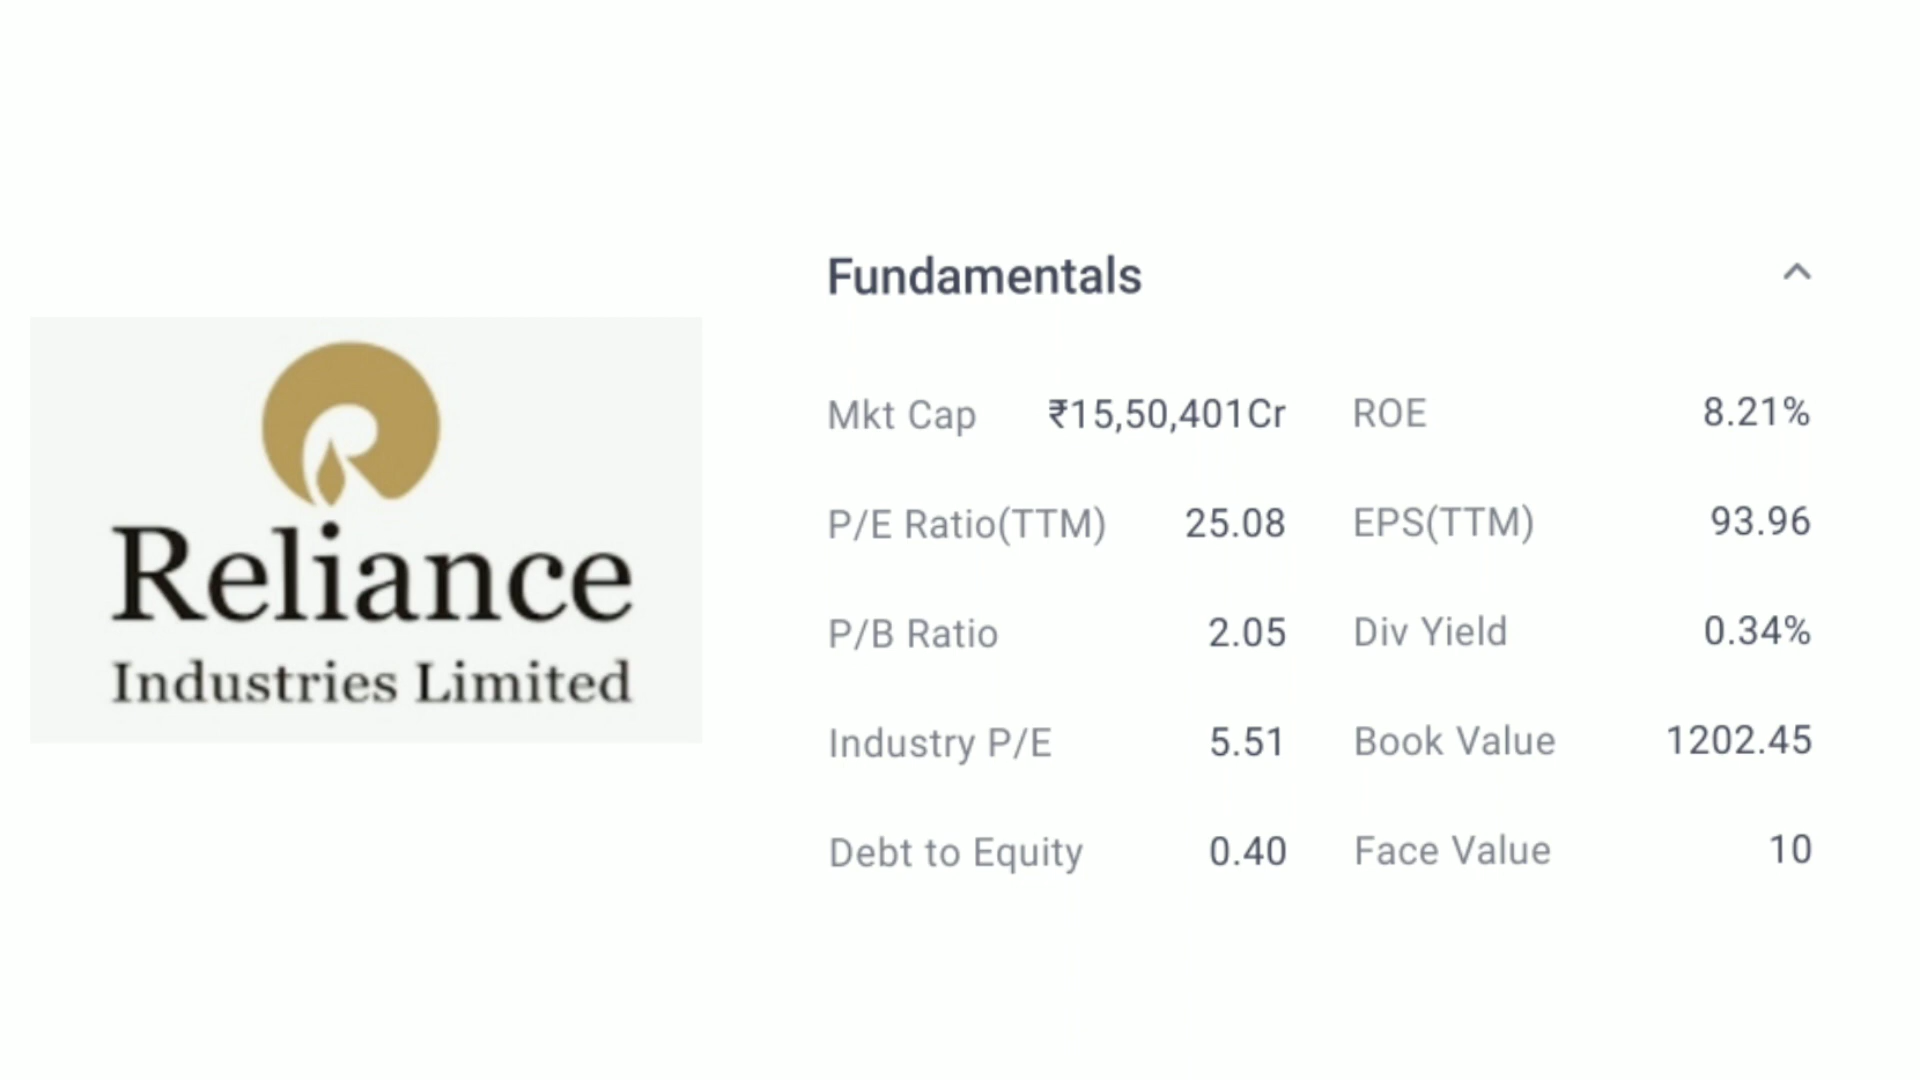 Reliance
Industries Limited
Fundamentals
Mkt Cap ₹15,50,401Cr ROE 8.21%
P/E Ratio(TTM) 25.08 EPS(TTM) 93.96
P/B Ratio 2.05 Div Yield 0.34%
Industry P/E 5.51 Book Value 1202.45
Debt to Equity 0.40 Face Value 10